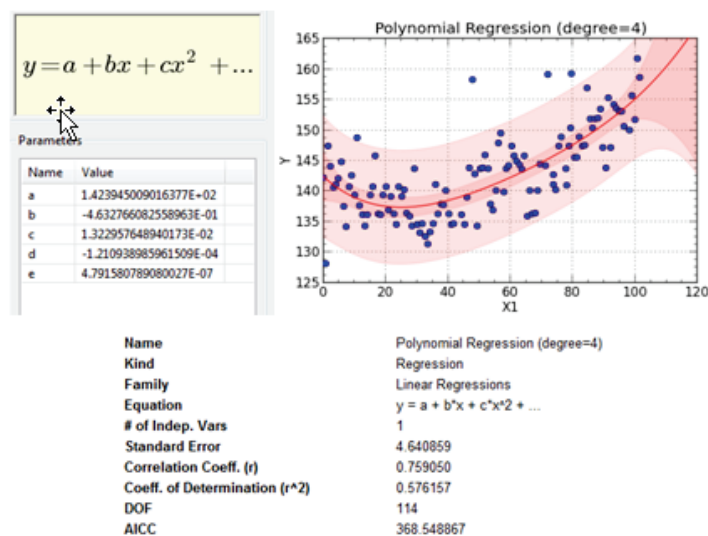 y=a+bx+cx² +...
Parameters
Name Value
a 1.423945009016377E+02
b -4.632766082558963E-01
c 1.322957648940173E-02
d -1.210938985961509E-04
e 4.791580789080027E-07
Polynomial Regression (degree=4)
165
160
155
150
145
140
135
130
125
Y
0 20 40 60 80 100 120
X1
Name Polynomial Regression (degree=4)
Kind Regression
Family Linear Regressions
Equation y = a + b*x + c*x^2 + ...
# of Indep. Vars 1
Standard Error 4.640859
Correlation Coeff. (r) 0.759050
Coeff. of Determination (r^2) 0.576157
DOF 114
AICC 368.548867